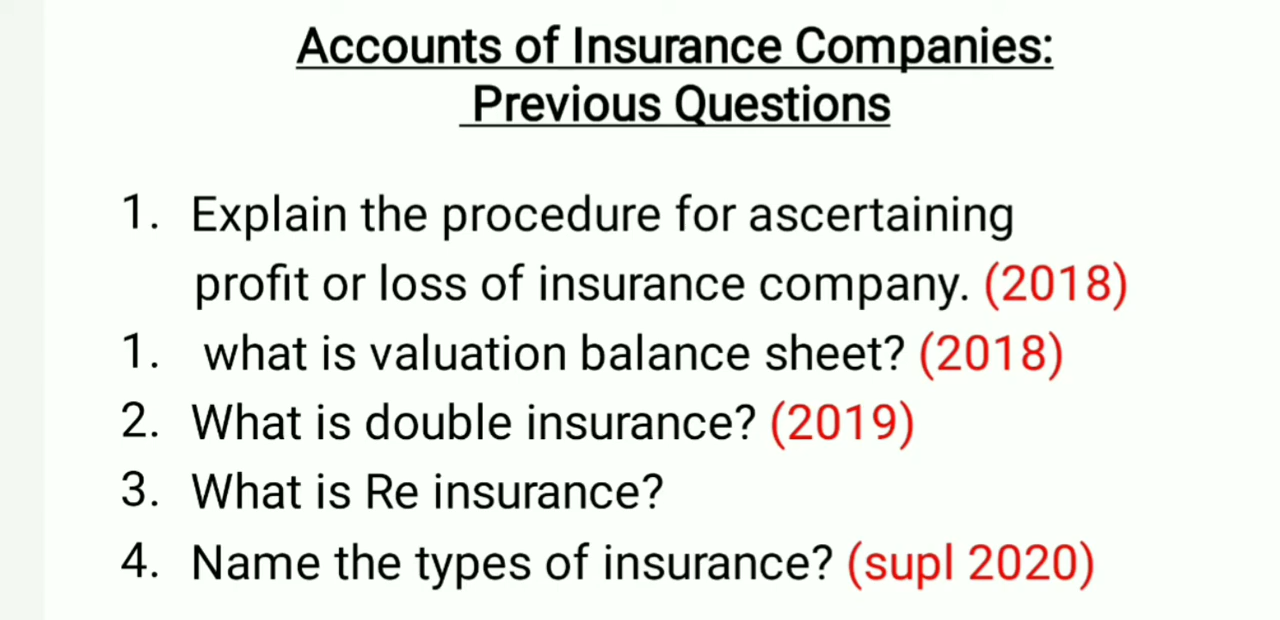 Accounts of Insurance Companies:
Previous Questions
1. Explain the procedure for ascertaining
profit or loss of insurance company. (2018)
1. what is valuation balance sheet? (2018)
2. What is double insurance? (2019)
3. What is Re insurance?
4. Name the types of insurance? (supl 2020)